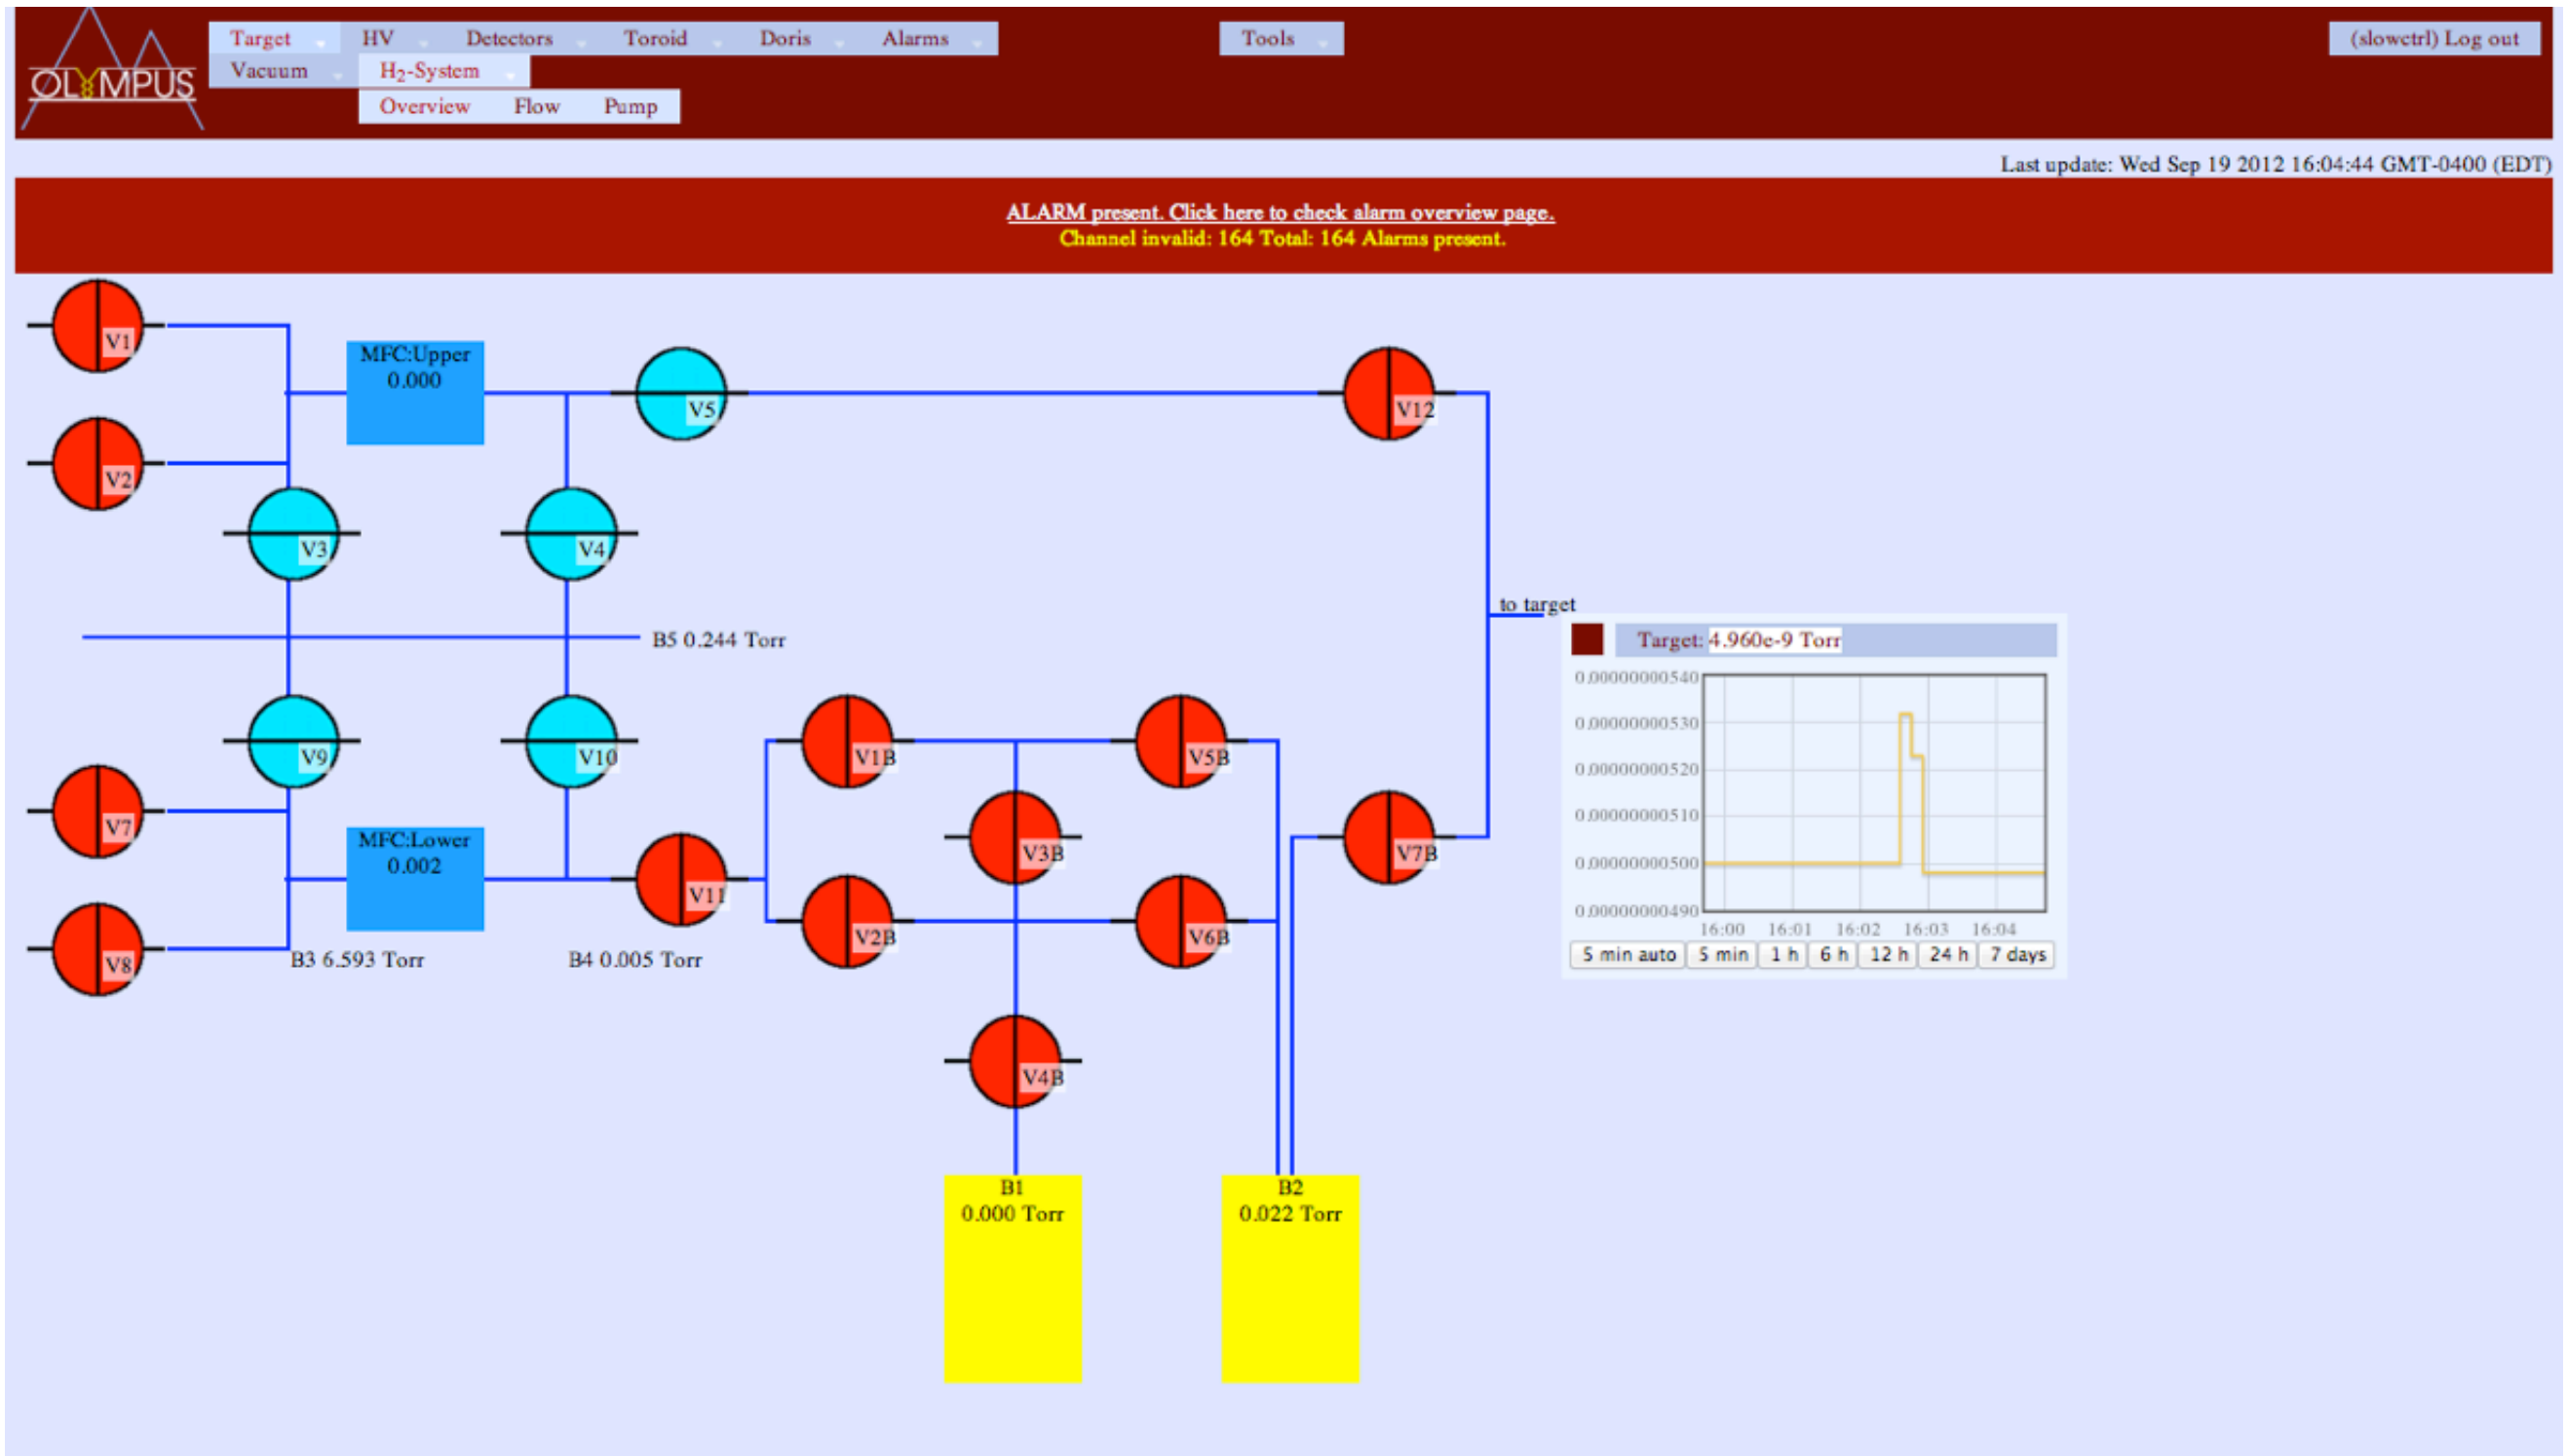 OLYMPUS
Target HV Detectors Toroid Doris Alarms Tools (slowctrl) Log out
Vacuum H2-System
Overview Flow Pump
Last update: Wed Sep 19 2012 16:04:44 GMT-0400 (EDT)
ALARM present. Click here to check alarm overview page.
Channel invalid: 164 Total: 164 Alarms present.
V1
MFC:Upper
0.000
V5
V12
V2
V3
V4
to target
B5 0.244 Torr
Target: 4.960e-9 Torr
0.00000000540
0.00000000530
0.00000000520
0.00000000510
0.00000000500
0.00000000490
16:00 16:01 16:02 16:03 16:04
5 min auto 5 min 1 h 6 h 12 h 24 h 7 days
V9
V10
V1B
V5B
V7
MFC:Lower
0.002
V3B
V7B
V11
V2B
V6B
V8
B3 6.593 Torr
B4 0.005 Torr
V4B
B1
0.000 Torr
B2
0.022 Torr